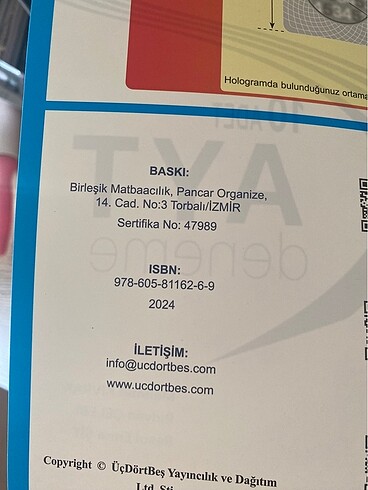 Hologramda bulunduğunuz ortama
BASKI:
Birleşik Matbaacılık, Pancar Organize,
14. Cad. No:3 Torbalı/İZMİR
Sertifika No: 47989
ISBN:
978-605-81162-6-9
2024
İLETİŞİM:
info@ucdortbes.com
www.ucdortbes.com
Copyright © ÜçDörtBeş Yayıncılık ve Dağıtım
Ltd. Şti
10 ADET
AYT
deneme